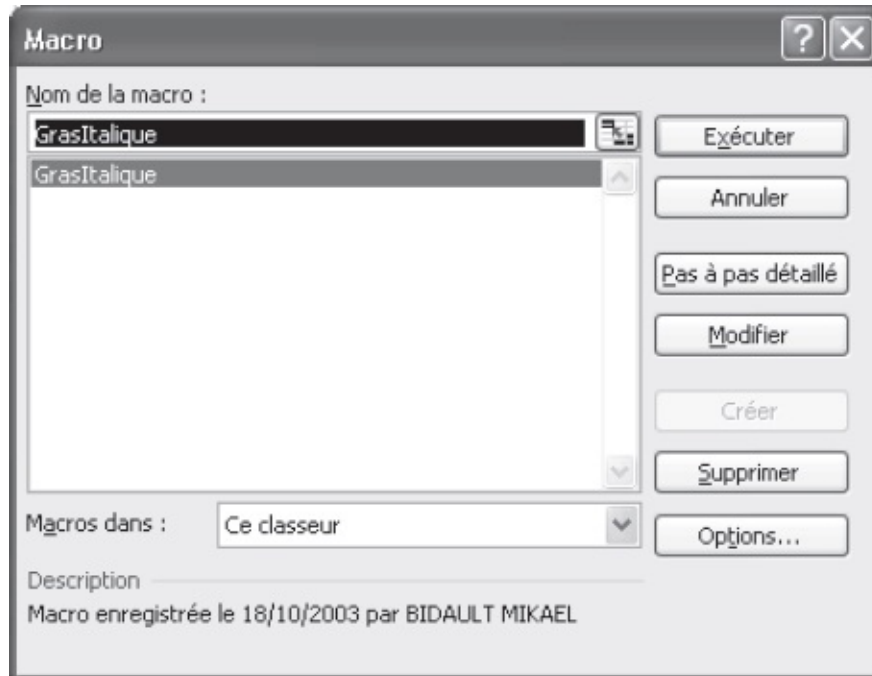 Macro
Nom de la macro :
GrasItalique
GrasItalique
Exécuter
Annuler
Pas à pas détaillé
Modifier
Créer
Supprimer
Macros dans :
Ce classeur
Options...
Description
Macro enregistrée le 18/10/2003 par BIDAULT MIKAEL